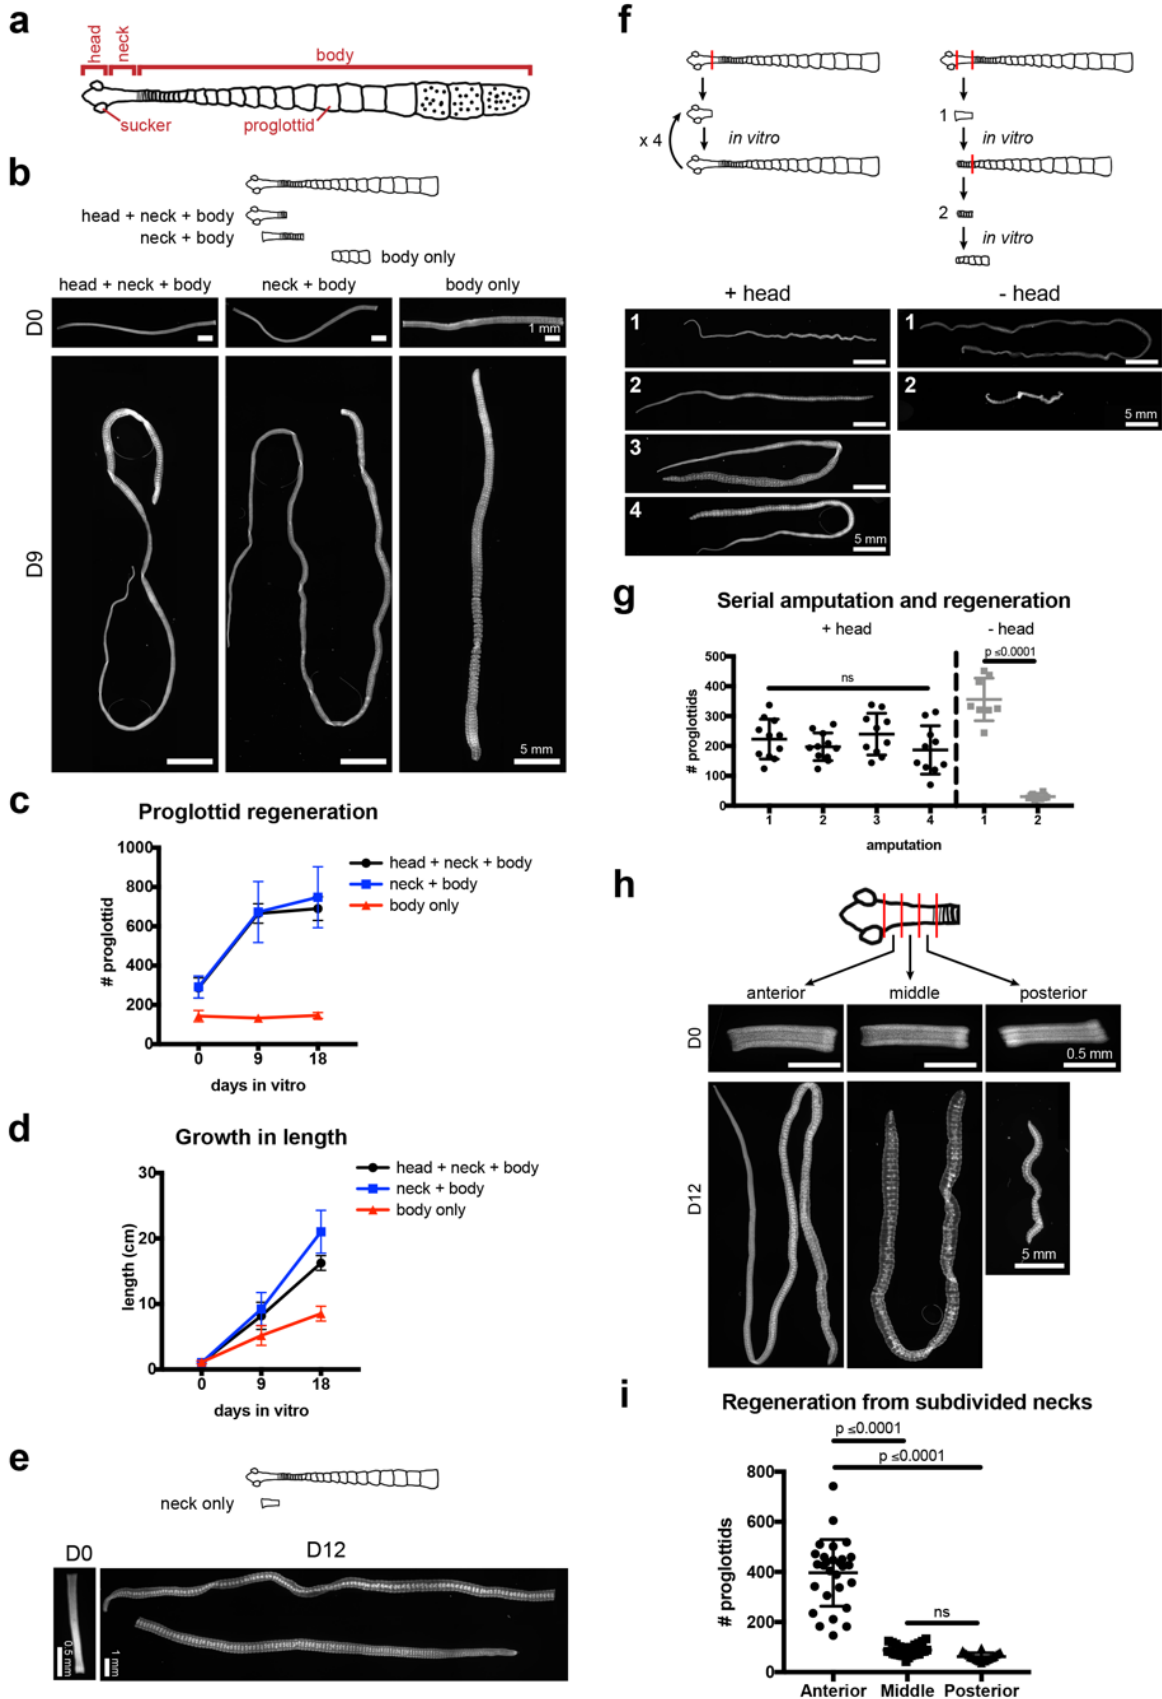 a
head
neck
body
sucker
proglottid
b
head + neck + body
neck + body
body only
head + neck + body
neck + body
body only
D0
1 mm
D9
5 mm
c
Proglottid regeneration
1000
800
600
400
200
0
# proglottid
0 9 18
days in vitro
head + neck + body
neck + body
body only
d
Growth in length
30
20
10
0
length (cm)
0 9 18
days in vitro
head + neck + body
neck + body
body only
e
neck only
D0
D12
0.5 mm
1 mm
f
x 4
in vitro
1
in vitro
2
in vitro
+ head
- head
1
2
3
4
5 mm
1
2
5 mm
g
Serial amputation and regeneration
+ head
- head
p ≤0.0001
ns
500
400
300
200
100
0
# proglottids
1 2 3 4 1 2
amputation
h
anterior
middle
posterior
D0
0.5 mm
D12
5 mm
i
Regeneration from subdivided necks
p ≤0.0001
p ≤0.0001
ns
800
600
400
200
0
# proglottids
Anterior Middle Posterior